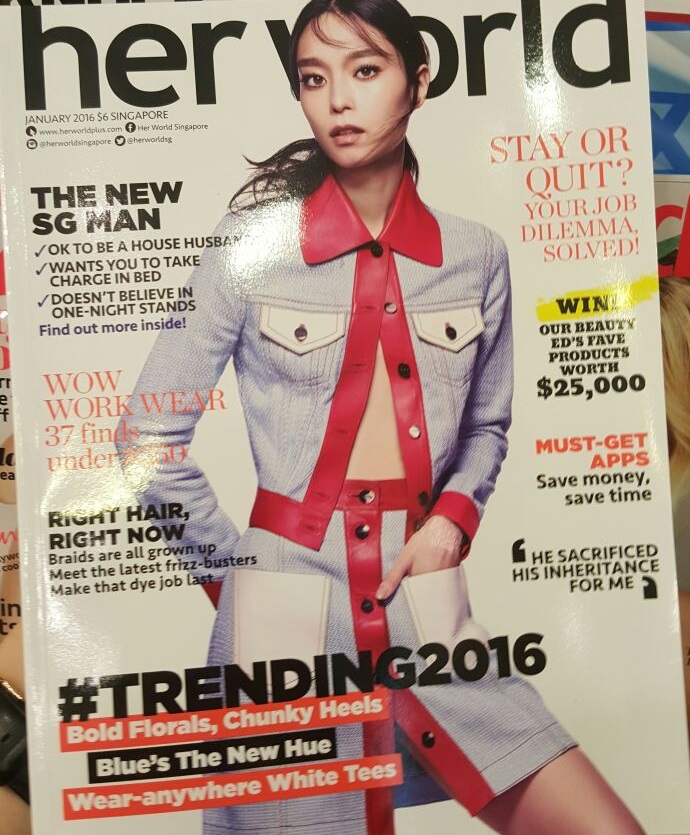 her world
JANUARY 2016 $6 SINGAPORE
www.herworldplus.com Her World Singapore
@herworldsingapore @herworldsg
THE NEW
SG MAN
✓OK TO BE A HOUSE HUSBAND
✓WANTS YOU TO TAKE
CHARGE IN BED
✓DOESN'T BELIEVE IN
ONE-NIGHT STANDS
Find out more inside!
WOW
WORK WEAR
37 finds
under
RIGHT HAIR,
RIGHT NOW
Braids are all grown up
Meet the latest frizz-busters
Make that dye job last
STAY OR
QUIT?
YOUR JOB
DILEMMA,
SOLVED!
WIN!
OUR BEAUTY
ED'S FAVE
PRODUCTS
WORTH
$25,000
MUST-GET
APPS
Save money,
save time
❛ HE SACRIFICED
HIS INHERITANCE
FOR ME ❜
#TRENDING2016
Bold Florals, Chunky Heels
Blue's The New Hue
Wear-anywhere White Tees